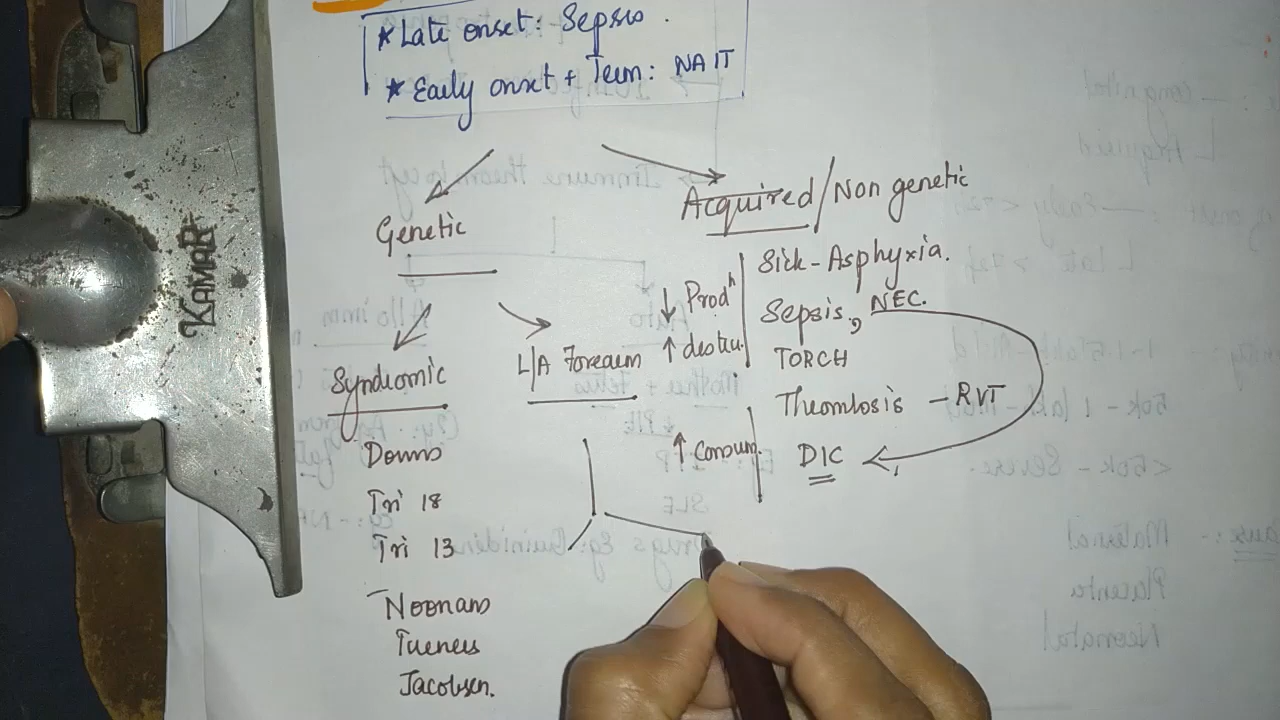 * Late onset: Sepsis.
* Early onset + Term: NAIT
Genetic
Acquired/Non genetic
Syndromic
L/A Forearm
Downs
Tri 18
Tri 13
Noonans
Turners
Jacobsen.
↓ Prodⁿ
↑ destru.
Sick - Asphyxia.
Sepsis, NEC.
TORCH
↑ Consum.
Thrombosis - RVT
DIC
KAMAR